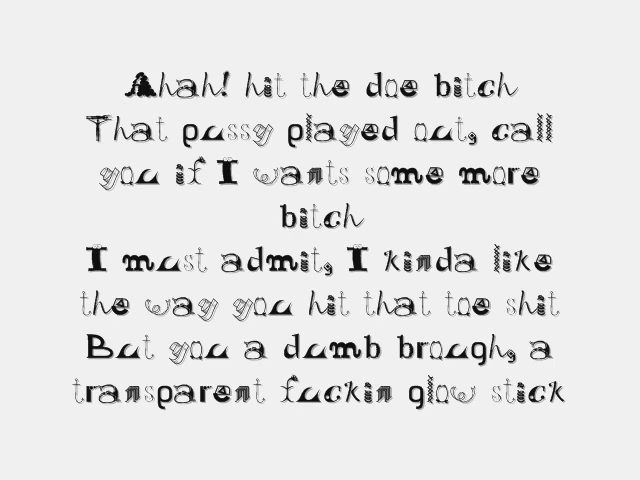 Ahah! hit the doe bitch
That pussy played out, call
you if I wants some more
bitch
I must admit, I kinda like
the way you hit that toe shit
But you a dumb brough, a
transparent fuckin glow stick